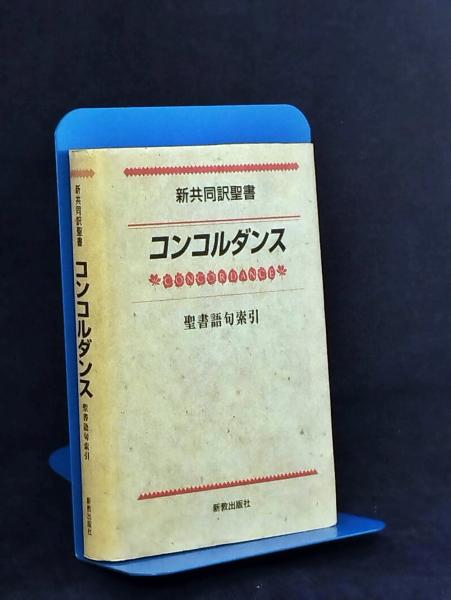 新共同訳聖書
コンコルダンス
CONCORDANCE
聖書語句索引
新教出版社
新共同訳聖書
コンコルダンス
聖書語句索引
新教出版社